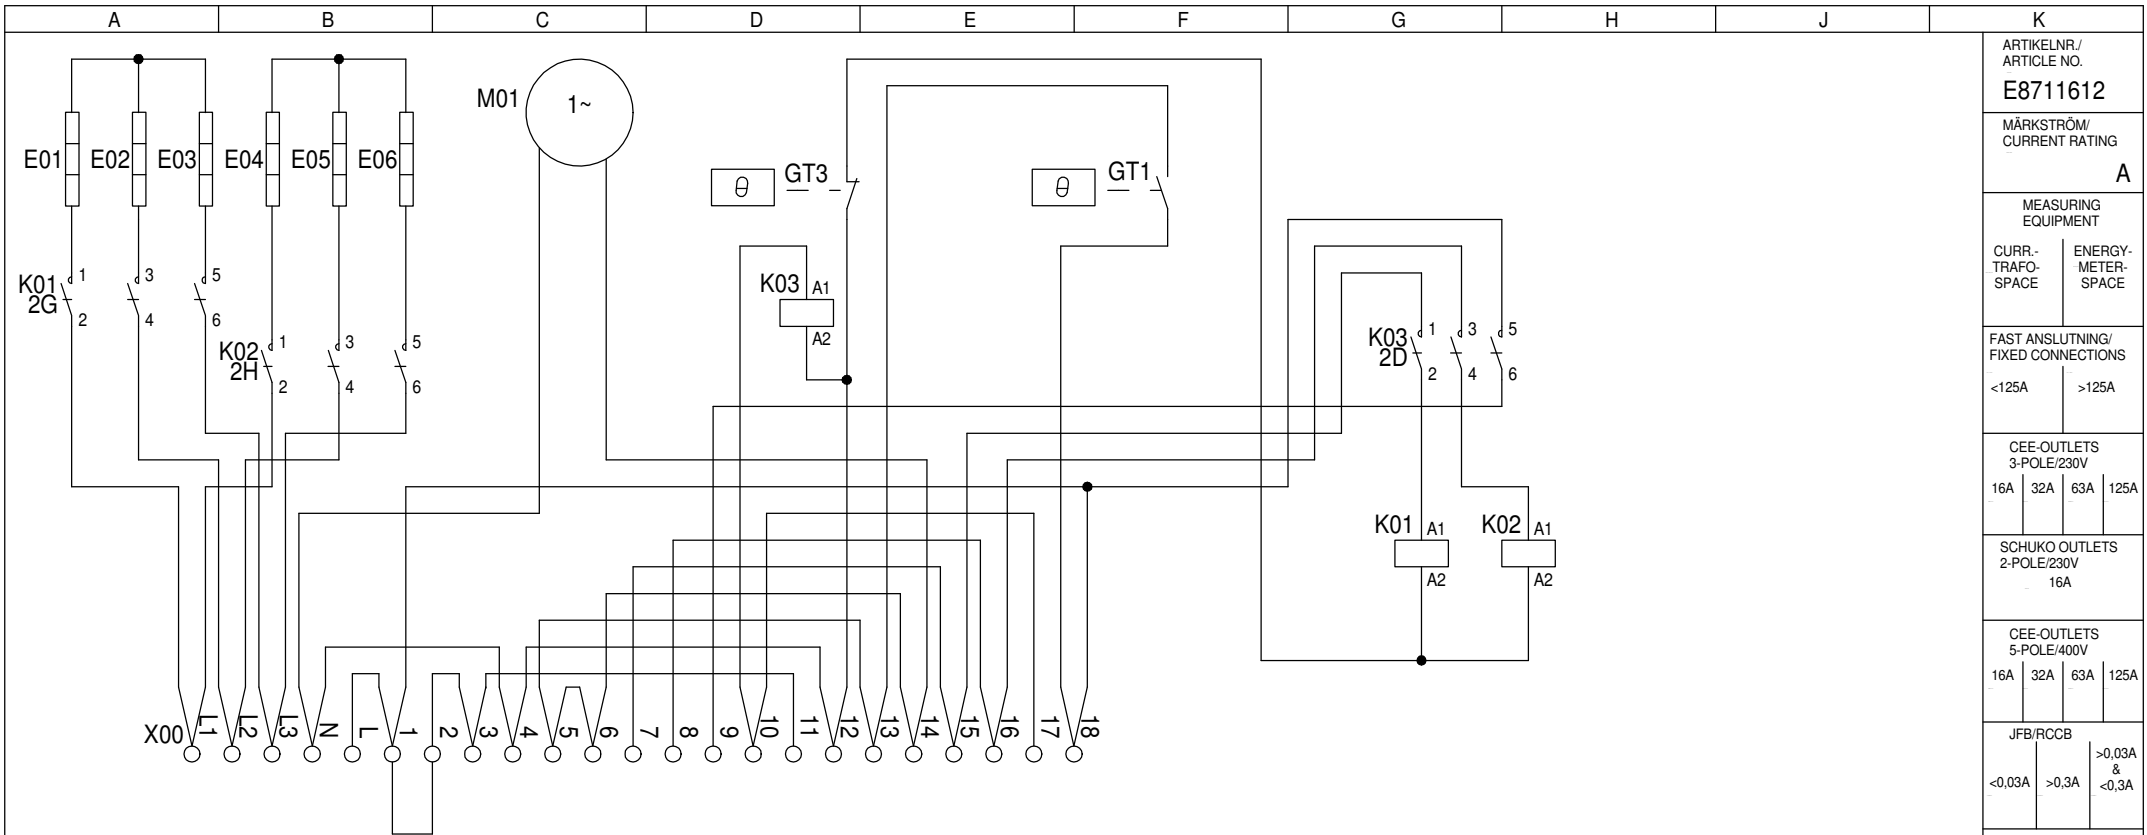 A B C D E F G H J K
ARTIKELNR./
ARTICLE NO.
E8711612
MÄRKSTRÖM/
CURRENT RATING
A
MEASURING
EQUIPMENT
CURR.- ENERGY-
TRAFO- METER-
SPACE SPACE
FAST ANSLUTNING/
FIXED CONNECTIONS
<125A >125A
CEE-OUTLETS
3-POLE/230V
16A 32A 63A 125A
SCHUKO OUTLETS
2-POLE/230V
16A
CEE-OUTLETS
5-POLE/400V
16A 32A 63A 125A
JFB/RCCB
<0,03A >0,3A
>0,03A
&
<0,3A
M01 1~
E01 E02 E03 E04 E05 E06
θ GT3
θ GT1
K01
2G
1 3 5
2 4 6
K02
2H
1 3 5
2 4 6
K03 A1
A2
K03
2D
1 3 5
2 4 6
K01 A1
A2
K02 A1
A2
X00 L1 L2 L3 N L 1 2 3 4 5 6 7 8 9 10 11 12 13 14 15 16 17 18